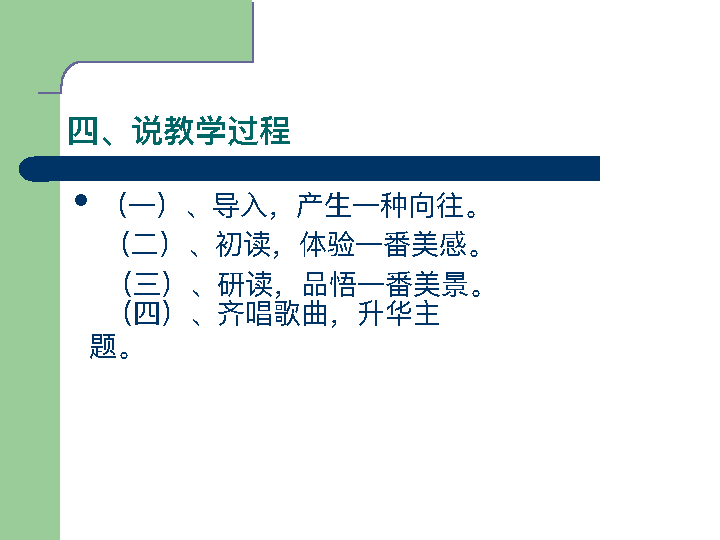 四、说教学过程
（一）、导入，产生一种向往。
（二）、初读，体验一番美感。
（三）、研读，品悟一番美景。
（四）、齐唱歌曲，升华主
题。